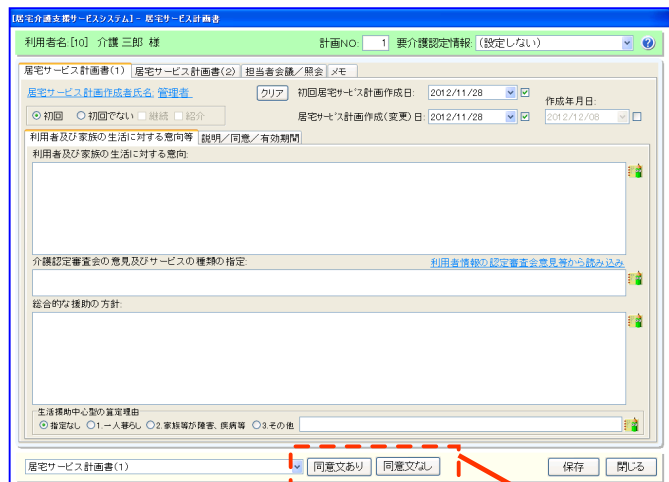 [居宅介護支援サービスシステム] - 居宅サービス計画書
利用者名:[10] 介護 三郎 様 計画NO: 1 要介護認定情報: (設定しない)
居宅サービス計画書(1) 居宅サービス計画書(2) 担当者会議/照会 メモ
居宅サービス計画作成者氏名: 管理者 クリア 初回居宅サービス計画作成日: 2012/11/28
作成年月日:
初回 初回でない 継続 紹介 居宅サービス計画作成(変更)日: 2012/11/28 2012/12/08
利用者及び家族の生活に対する意向等 説明/同意/有効期間
利用者及び家族の生活に対する意向:
介護認定審査会の意見及びサービスの種類の指定: 利用者情報の認定審査会意見等から読み込み
総合的な援助の方針:
生活援助中心型の算定理由
指定なし 1.一人暮らし 2.家族等が障害、疾病等 3.その他
居宅サービス計画書(1) 同意文あり 同意文なし 保存 閉じる